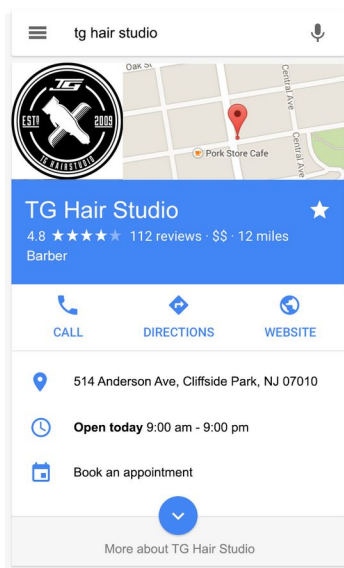 tg hair studio
Oak St
Central Ave
TG
ESTD 2009
TG HAIRSTUDIO
Pork Store Cafe
Central Ave
TG Hair Studio
4.8 ★★★★★ 112 reviews · $$ · 12 miles
Barber
CALL DIRECTIONS WEBSITE
514 Anderson Ave, Cliffside Park, NJ 07010
Open today 9:00 am - 9:00 pm
Book an appointment
More about TG Hair Studio